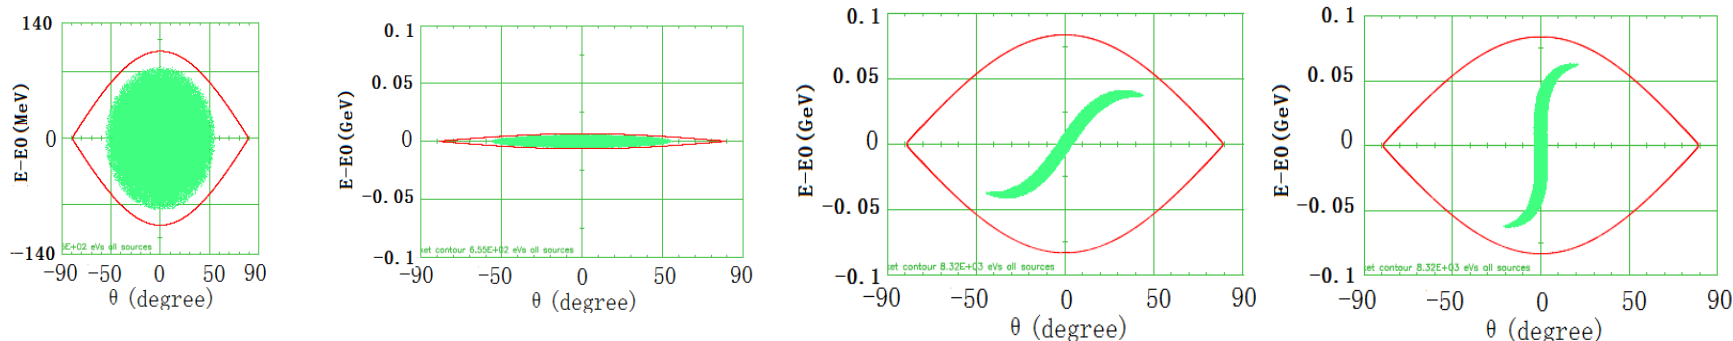 140
0
-140
E-E0(MeV)
5E+02 eVs all sources
-90 -50 0 50 90
θ (degree)
0.1
0.05
0
-0.05
-0.1
E-E0(GeV)
ket contour 6.55E+02 eVs all sources
-90 -50 0 50 90
θ (degree)
0.1
0.05
0
-0.05
-0.1
E-E0(GeV)
ket contour 8.32E+03 eVs all sources
-90 -50 0 50 90
θ (degree)
0.1
0.05
0
-0.05
-0.1
E-E0(GeV)
ket contour 8.32E+03 eVs all sources
-90 -50 0 50 90
θ (degree)